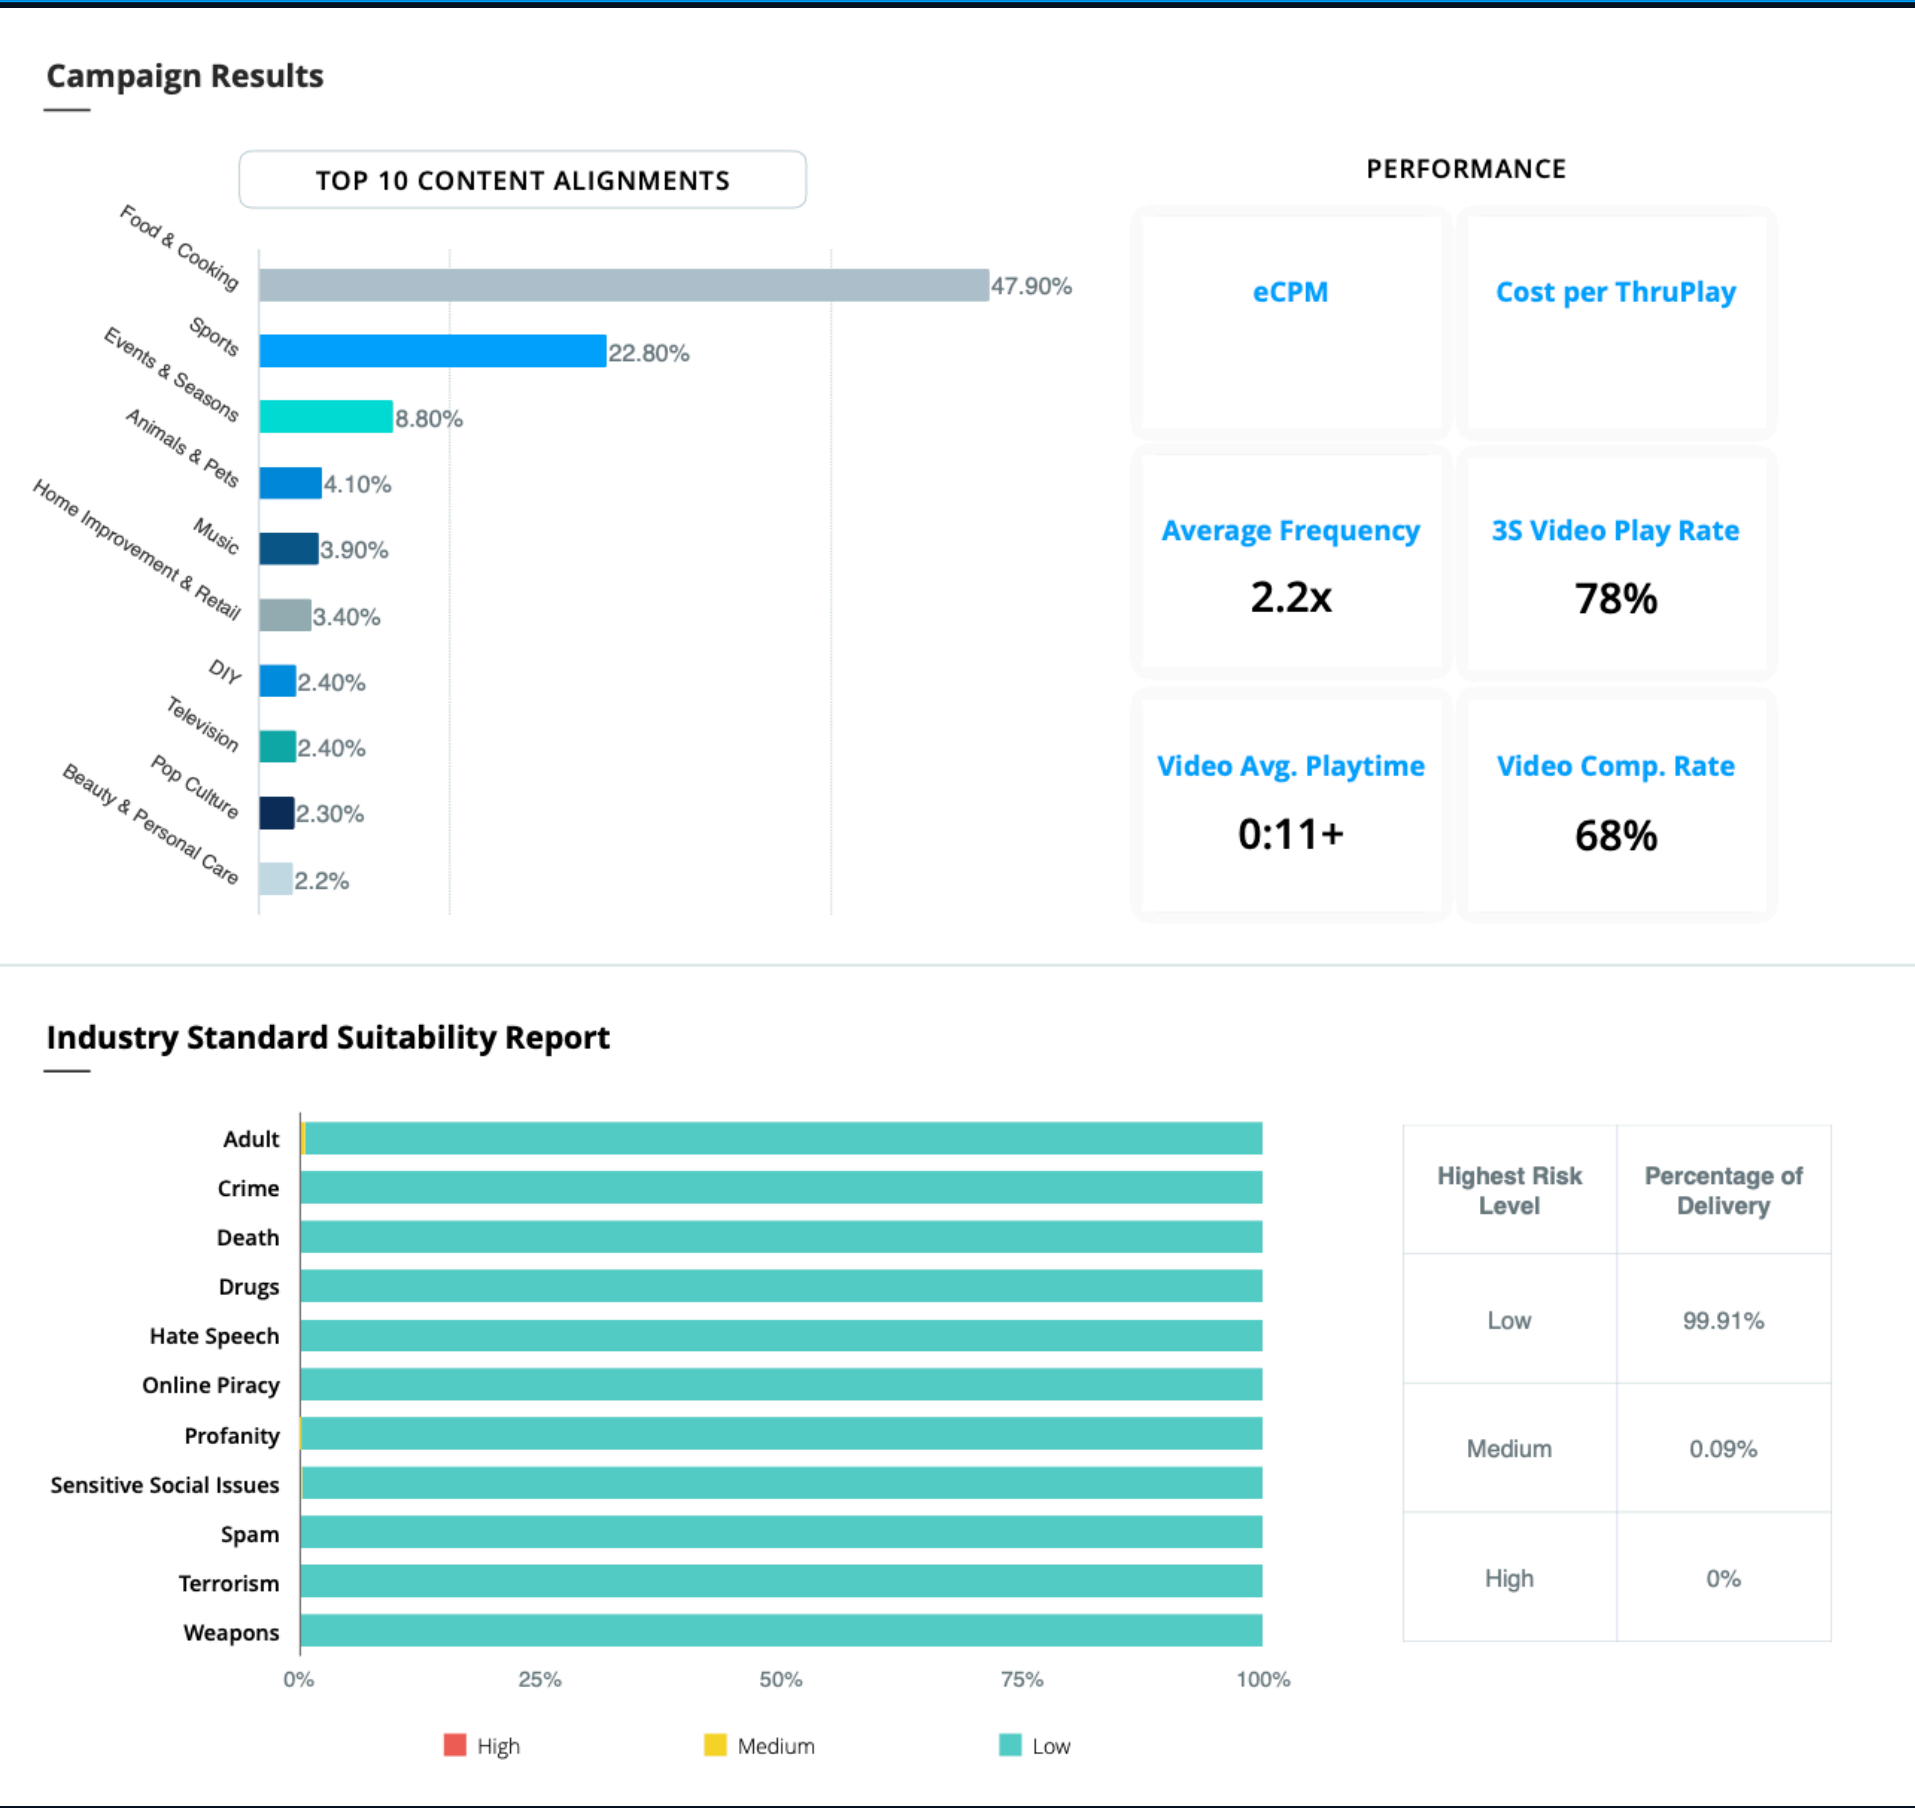 Campaign Results
TOP 10 CONTENT ALIGNMENTS
Food & Cooking
47.90%
Sports
22.80%
Events & Seasons
8.80%
Animals & Pets
4.10%
Music
3.90%
Home Improvement & Retail
3.40%
DIY
2.40%
Television
2.40%
Pop Culture
2.30%
Beauty & Personal Care
2.2%
PERFORMANCE
eCPM
Cost per ThruPlay
Average Frequency
2.2x
3S Video Play Rate
78%
Video Avg. Playtime
0:11+
Video Comp. Rate
68%
Industry Standard Suitability Report
Adult
Crime
Death
Drugs
Hate Speech
Online Piracy
Profanity
Sensitive Social Issues
Spam
Terrorism
Weapons
0% 25% 50% 75% 100%
High Medium Low
Highest Risk
Level
Percentage of
Delivery
Low 99.91%
Medium 0.09%
High 0%